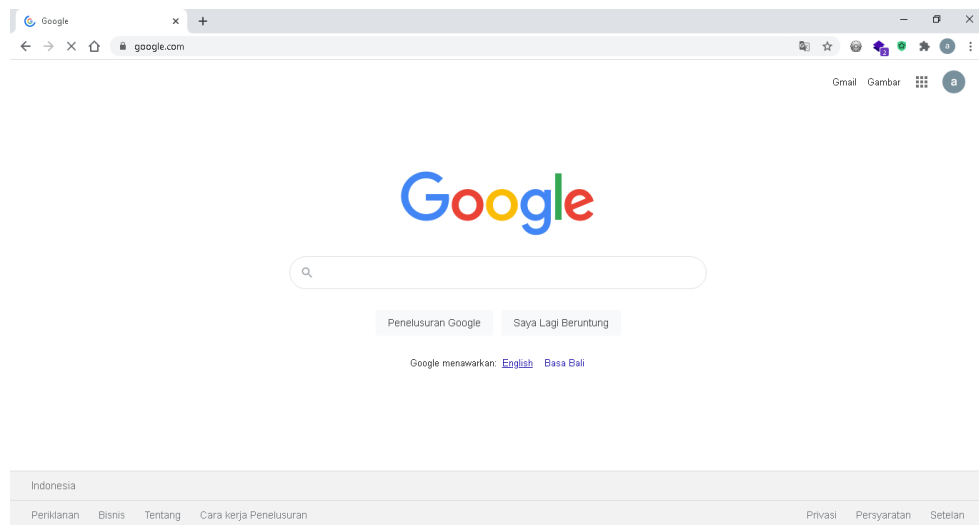 Google
google.com
2
a
Gmail Gambar
a
Google
Penelusuran Google Saya Lagi Beruntung
Google menawarkan: English Basa Bali
Indonesia
Periklanan Bisnis Tentang Cara kerja Penelusuran Privasi Persyaratan Setelan